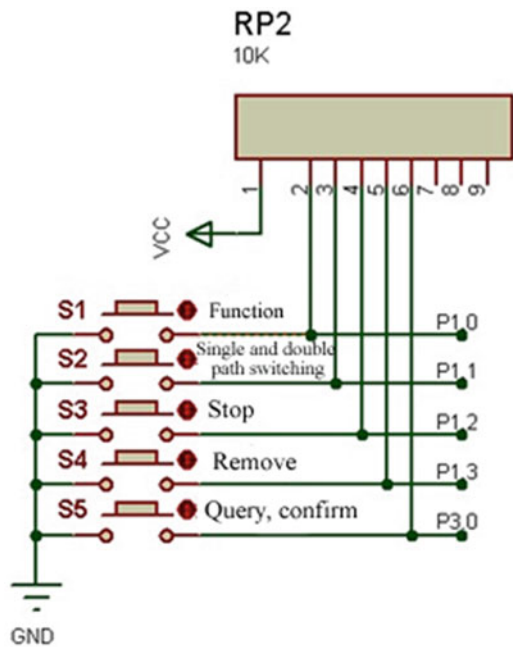 RP2
10K
1
2
3
4
5
6
7
8
9
VCC
S1
Function
P1.0
S2
Single and double
path switching
P1.1
S3
Stop
P1.2
S4
Remove
P1.3
S5
Query, confirm
P3.0
GND